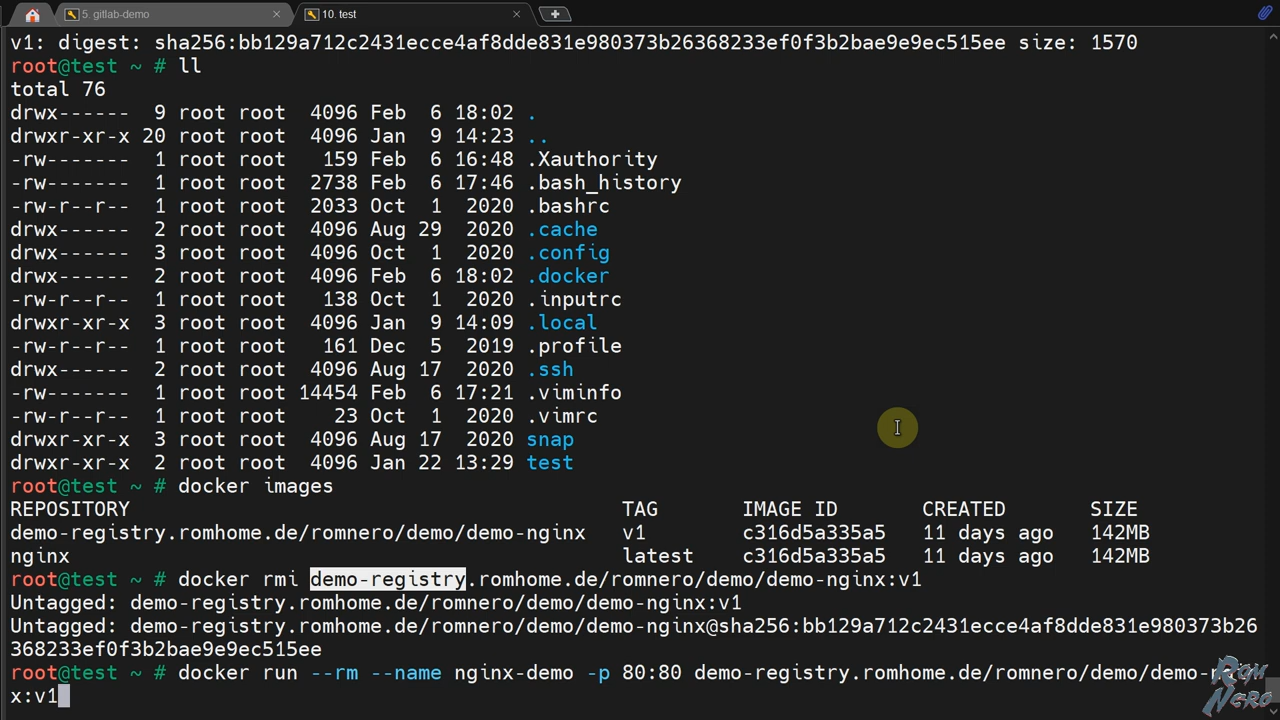 5. gitlab-demo
10. test
v1: digest: sha256:bb129a712c2431ecce4af8dde831e980373b26368233ef0f3b2bae9e9ec515ee size: 1570
root@test ~ # ll
total 76
drwx------  9 root root  4096 Feb  6 18:02 .
drwxr-xr-x 20 root root  4096 Jan  9 14:23 ..
-rw-------  1 root root   159 Feb  6 16:48 .Xauthority
-rw-------  1 root root  2738 Feb  6 17:46 .bash_history
-rw-r--r--  1 root root  2033 Oct  1  2020 .bashrc
drwx------  2 root root  4096 Aug 29  2020 .cache
drwx------  3 root root  4096 Oct  1  2020 .config
drwx------  2 root root  4096 Feb  6 18:02 .docker
-rw-r--r--  1 root root   138 Oct  1  2020 .inputrc
drwxr-xr-x  3 root root  4096 Jan  9 14:09 .local
-rw-r--r--  1 root root   161 Dec  5  2019 .profile
drwx------  2 root root  4096 Aug 17  2020 .ssh
-rw-------  1 root root 14454 Feb  6 17:21 .viminfo
-rw-r--r--  1 root root    23 Oct  1  2020 .vimrc
drwxr-xr-x  3 root root  4096 Aug 17  2020 snap
drwxr-xr-x  2 root root  4096 Jan 22 13:29 test
root@test ~ # docker images
REPOSITORY                                          TAG       IMAGE ID       CREATED       SIZE
demo-registry.romhome.de/romnero/demo/demo-nginx   v1        c316d5a335a5   11 days ago   142MB
nginx                                               latest    c316d5a335a5   11 days ago   142MB
root@test ~ # docker rmi demo-registry.romhome.de/romnero/demo/demo-nginx:v1
Untagged: demo-registry.romhome.de/romnero/demo/demo-nginx:v1
Untagged: demo-registry.romhome.de/romnero/demo/demo-nginx@sha256:bb129a712c2431ecce4af8dde831e980373b26
368233ef0f3b2bae9e9ec515ee
root@test ~ # docker run --rm --name nginx-demo -p 80:80 demo-registry.romhome.de/romnero/demo/demo-ngin
x:v1
ROM
NERO